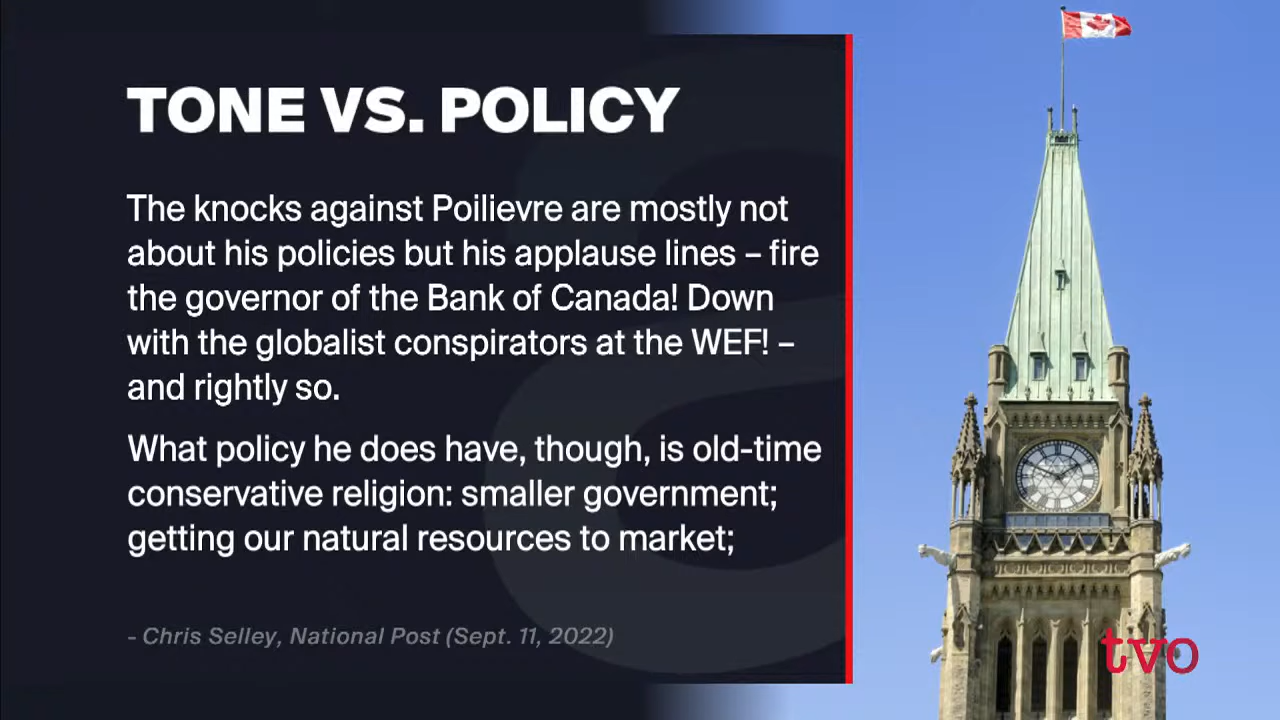 TONE VS. POLICY
The knocks against Poilievre are mostly not
about his policies but his applause lines – fire
the governor of the Bank of Canada! Down
with the globalist conspirators at the WEF! –
and rightly so.
What policy he does have, though, is old-time
conservative religion: smaller government;
getting our natural resources to market;
- Chris Selley, National Post (Sept. 11, 2022)
tvo